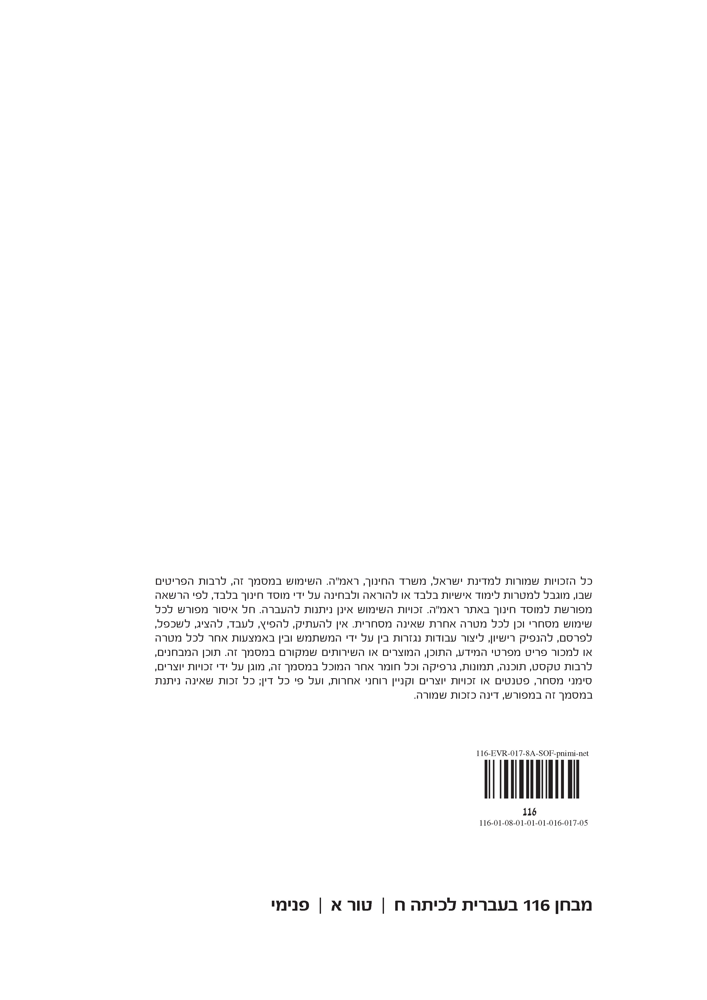 כל הזכויות שמורות למדינת ישראל, משרד החינוך, ראמ"ה. השימוש במסמך זה, לרבות הפריטים
שבו, מוגבל למטרות לימוד אישיות בלבד או להוראה ולבחינה על ידי מוסד חינוך בלבד, לפי הרשאה
מפורשת למוסד חינוך באתר ראמ"ה. זכויות השימוש אינן ניתנות להעברה. חל איסור מפורש לכל
שימוש מסחרי וכן לכל מטרה אחרת שאינה מסחרית. אין להעתיק, להפיץ, לעבד, להציג, לשכפל,
לפרסם, להנפיק רישיון, ליצור עבודות נגזרות בין על ידי המשתמש ובין באמצעות אחר לכל מטרה
או למכור פריט מפרטי המידע, התוכן, המוצרים או השירותים שמקורם במסמך זה. תוכן המבחנים,
לרבות טקסט, תוכנה, תמונות, גרפיקה וכל חומר אחר המוכל במסמך זה, מוגן על ידי זכויות יוצרים,
סימני מסחר, פטנטים או זכויות יוצרים וקניין רוחני אחרות, ועל פי כל דין; כל זכות שאינה ניתנת
במסמך זה במפורש, דינה כזכות שמורה.
116-EVR-017-8A-SOF-pnimi-net
116
116-01-08-01-01-01-016-017-05
מבחן 116 בעברית לכיתה ח | טור א | פנימי